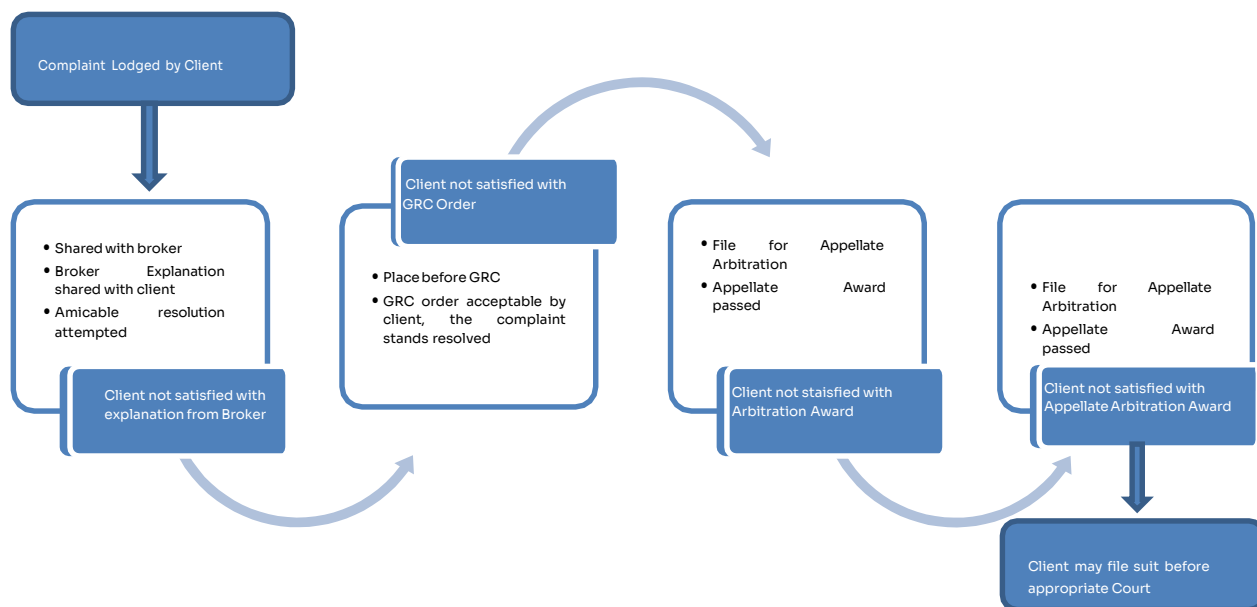 Complaint Lodged by Client
• Shared with broker
• Broker Explanation
shared with client
• Amicable resolution
attempted
Client not satisfied with
explanation from Broker
Client not satisfied with
GRC Order
• Place before GRC
• GRC order acceptable by
client, the complaint
stands resolved
• File for Appellate
Arbitration
• Appellate Award
passed
Client not staisfied with
Arbitration Award
• File for Appellate
Arbitration
• Appellate Award
passed
Client not satisfied with
Appellate Arbitration Award
Client may file suit before
appropriate Court